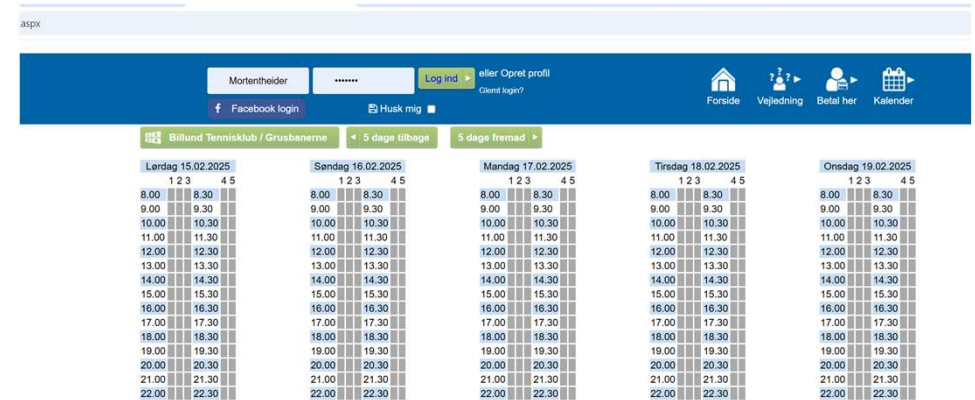 aspx
Mortentheider ••••••• Log ind eller Opret profil
Glemt login?
Facebook login Husk mig
Forside Vejledning Betal her Kalender
Billund Tennisklub / Grusbanerne 5 dage tilbage 5 dage fremad
Lørdag 15.02.2025 Søndag 16.02.2025 Mandag 17.02.2025 Tirsdag 18.02.2025 Onsdag 19.02.2025
1 2 3 4 5 1 2 3 4 5 1 2 3 4 5 1 2 3 4 5 1 2 3 4 5
8.00 8.30 8.00 8.30 8.00 8.30 8.00 8.30 8.00 8.30
9.00 9.30 9.00 9.30 9.00 9.30 9.00 9.30 9.00 9.30
10.00 10.30 10.00 10.30 10.00 10.30 10.00 10.30 10.00 10.30
11.00 11.30 11.00 11.30 11.00 11.30 11.00 11.30 11.00 11.30
12.00 12.30 12.00 12.30 12.00 12.30 12.00 12.30 12.00 12.30
13.00 13.30 13.00 13.30 13.00 13.30 13.00 13.30 13.00 13.30
14.00 14.30 14.00 14.30 14.00 14.30 14.00 14.30 14.00 14.30
15.00 15.30 15.00 15.30 15.00 15.30 15.00 15.30 15.00 15.30
16.00 16.30 16.00 16.30 16.00 16.30 16.00 16.30 16.00 16.30
17.00 17.30 17.00 17.30 17.00 17.30 17.00 17.30 17.00 17.30
18.00 18.30 18.00 18.30 18.00 18.30 18.00 18.30 18.00 18.30
19.00 19.30 19.00 19.30 19.00 19.30 19.00 19.30 19.00 19.30
20.00 20.30 20.00 20.30 20.00 20.30 20.00 20.30 20.00 20.30
21.00 21.30 21.00 21.30 21.00 21.30 21.00 21.30 21.00 21.30
22.00 22.30 22.00 22.30 22.00 22.30 22.00 22.30 22.00 22.30